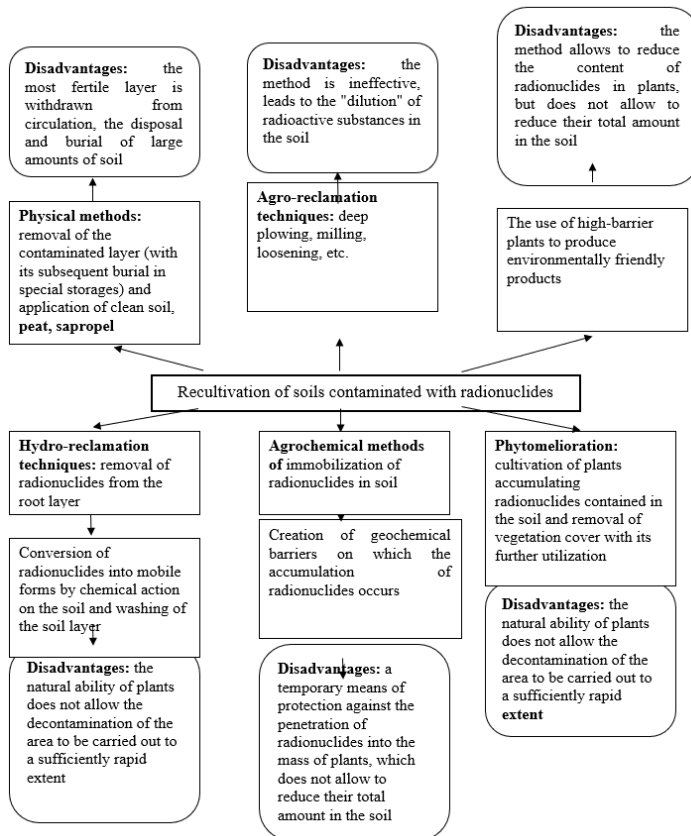 Disadvantages: the
most fertile layer is
withdrawn from
circulation, the disposal
and burial of large
amounts of soil
Disadvantages: the
method is ineffective,
leads to the "dilution" of
radioactive substances in
the soil
Disadvantages: the
method allows to reduce
the content of
radionuclides in plants,
but does not allow to
reduce their total amount
in the soil
Physical methods:
removal of the
contaminated layer (with
its subsequent burial in
special storages) and
application of clean soil,
peat, sapropel
Agro-reclamation
techniques: deep
plowing, milling,
loosening, etc.
The use of high-barrier
plants to produce
environmentally friendly
products
Recultivation of soils contaminated with radionuclides
Hydro-reclamation
techniques: removal of
radionuclides from the
root layer
Agrochemical methods
of immobilization of
radionuclides in soil
Phytomelioration:
cultivation of plants
accumulating
radionuclides contained in
the soil and removal of
vegetation cover with its
further utilization
Conversion of
radionuclides into mobile
forms by chemical action
on the soil and washing of
the soil layer
Creation of geochemical
barriers on which the
accumulation of
radionuclides occurs
Disadvantages: the
natural ability of plants
does not allow the
decontamination of the
area to be carried out to
a sufficiently rapid
extent
Disadvantages: the
natural ability of plants
does not allow the
decontamination of the
area to be carried out to
a sufficiently rapid
extent
Disadvantages: a
temporary means of
protection against the
penetration of
radionuclides into the
mass of plants, which
does not allow to
reduce their total
amount in the soil